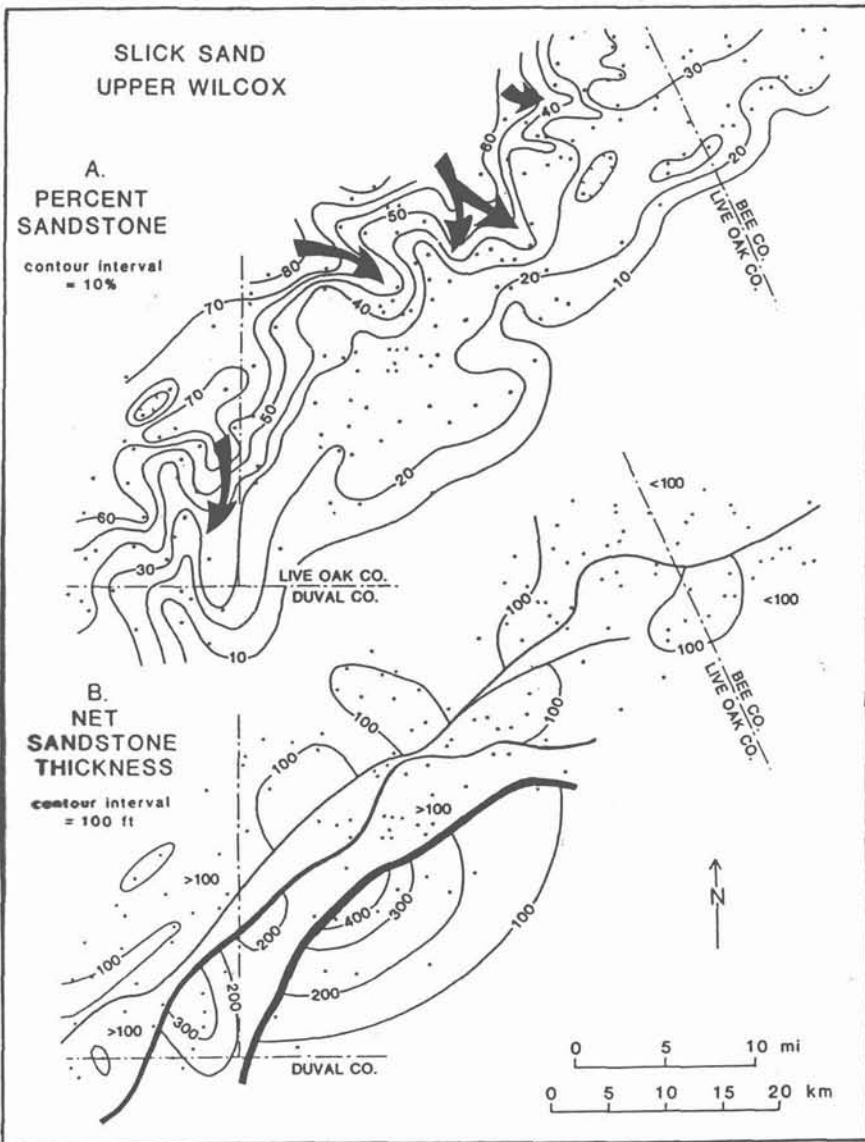 SLICK SAND
UPPER WILCOX
A.
PERCENT
SANDSTONE
contour interval
= 10%
30
40
60
20
50
80
BEE CO.
LIVE OAK CO.
20
10
70
40
70
50
20
60
30
LIVE OAK CO.
DUVAL CO.
10
B.
NET
SANDSTONE
THICKNESS
contour interval
= 100 ft
<100
100
<100
100
BEE CO.
LIVE OAK CO.
100
100
100
>100
>100
400
300
100
200
200
100
200
300
>100
DUVAL CO.
N
0 5 10 mi
0 5 10 15 20 km